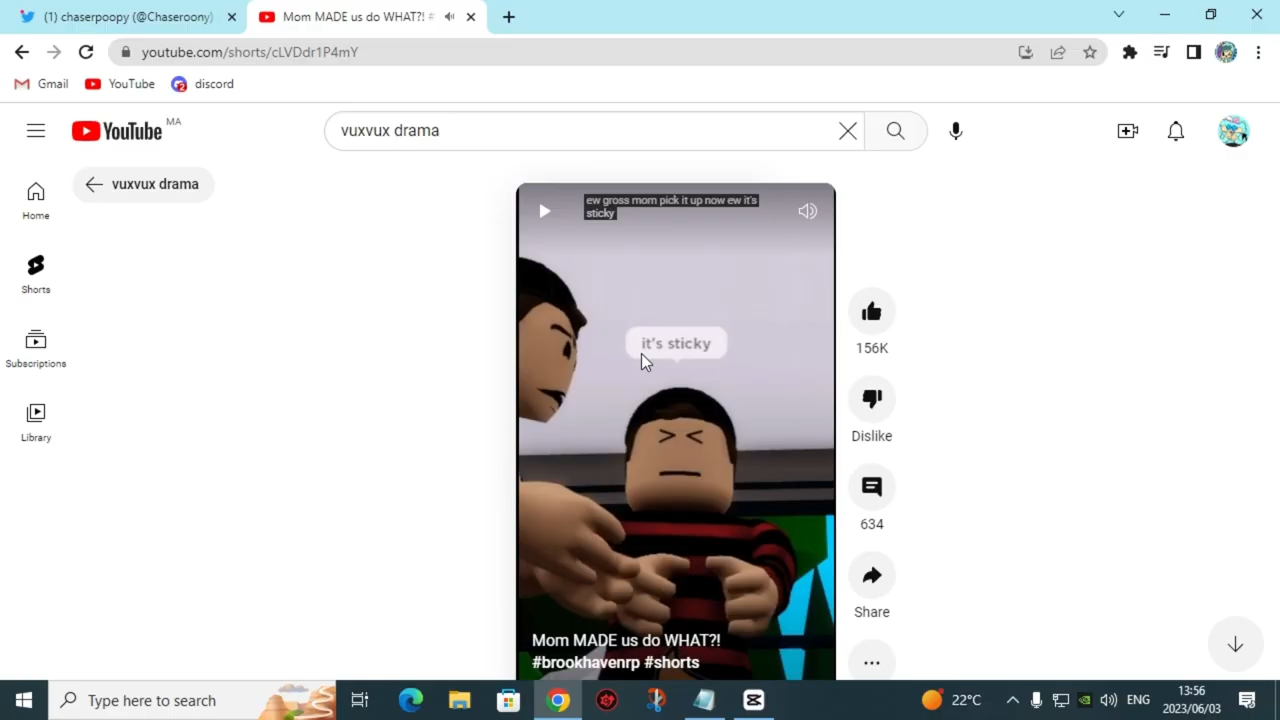 (1) chaserpoopy (@Chaseroony)
Mom MADE us do WHAT?! #
youtube.com/shorts/cLVDdr1P4mY
Gmail
YouTube
discord
YouTube MA
vuxvux drama
vuxvux drama
Home
Shorts
Subscriptions
Library
ew gross mom pick it up now ew it's
sticky
it's sticky
Mom MADE us do WHAT?!
#brookhavenrp #shorts
156K
Dislike
634
Share
Type here to search
22°C
ENG
13:56
2023/06/03